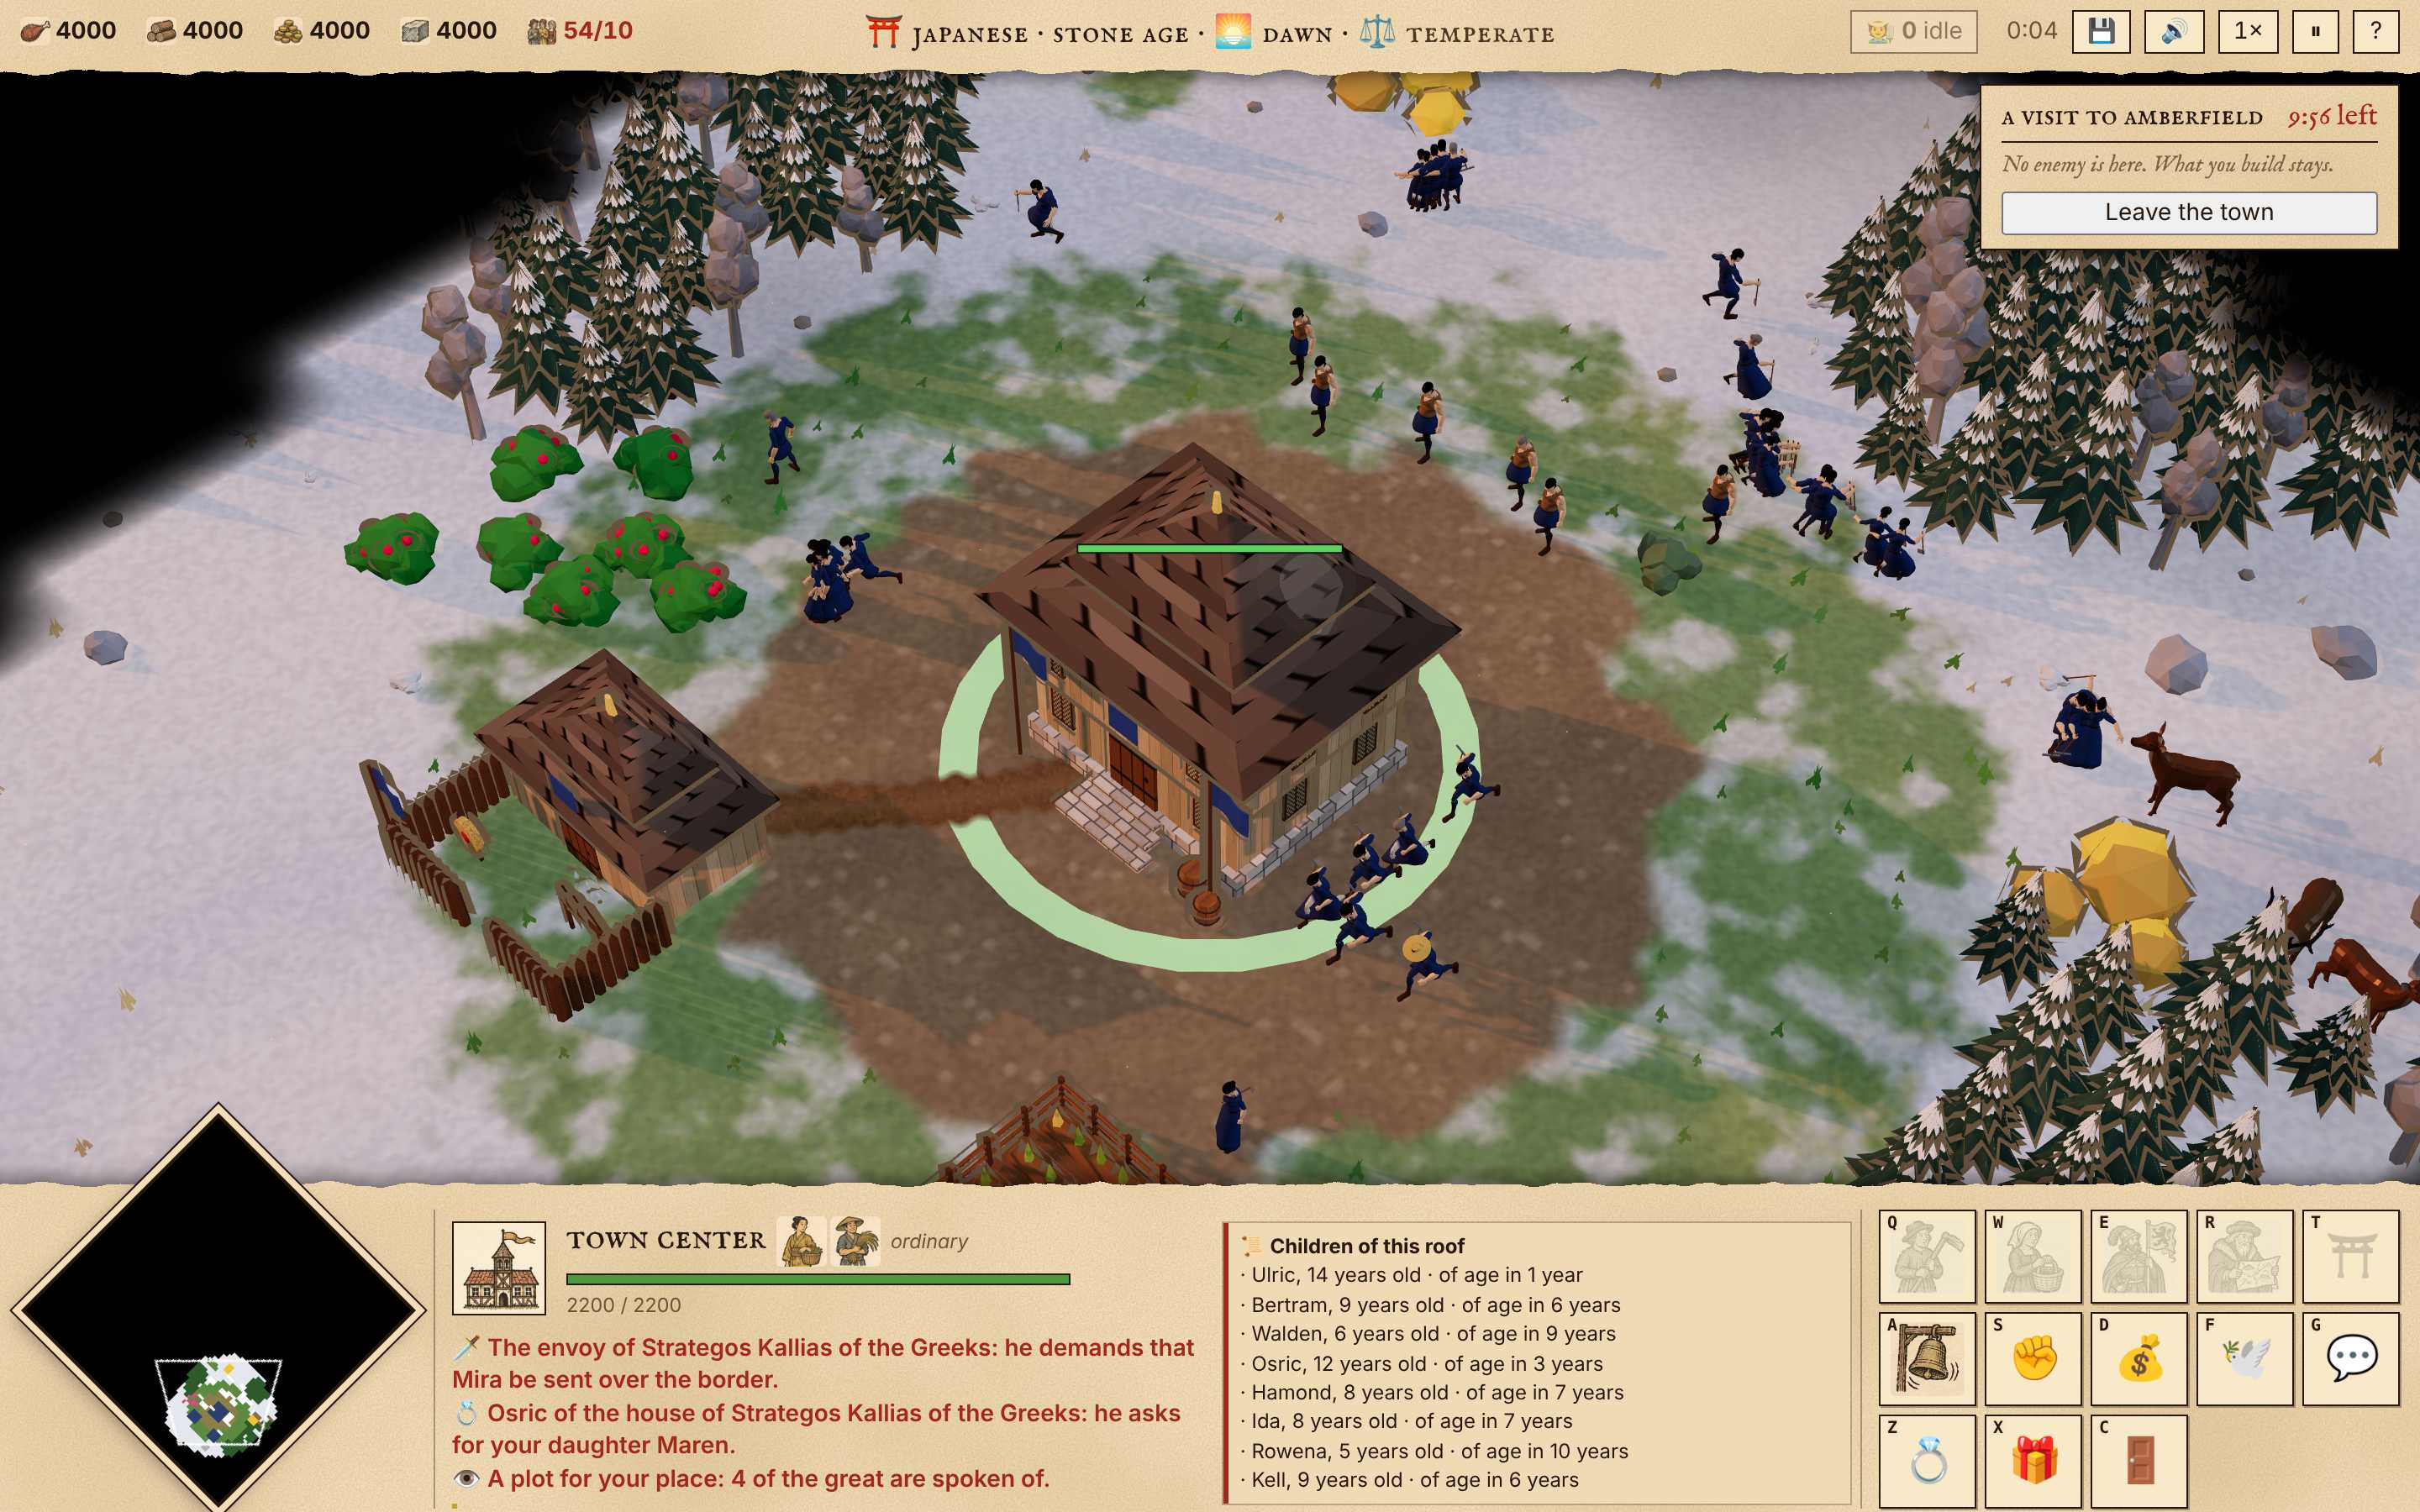 4000 4000 4000 4000 54/10
JAPANESE · STONE AGE · DAWN · TEMPERATE
0 idle 0:04 1× ?
A VISIT TO AMBERFIELD 9:56 left
No enemy is here. What you build stays.
Leave the town
TOWN CENTER ordinary
2200 / 2200
The envoy of Strategos Kallias of the Greeks: he demands that
Mira be sent over the border.
Osric of the house of Strategos Kallias of the Greeks: he asks
for your daughter Maren.
A plot for your place: 4 of the great are spoken of.
Children of this roof
· Ulric, 14 years old · of age in 1 year
· Bertram, 9 years old · of age in 6 years
· Walden, 6 years old · of age in 9 years
· Osric, 12 years old · of age in 3 years
· Hamond, 8 years old · of age in 7 years
· Ida, 8 years old · of age in 7 years
· Rowena, 5 years old · of age in 10 years
· Kell, 9 years old · of age in 6 years
Q W E R T
A S D F G
Z X C